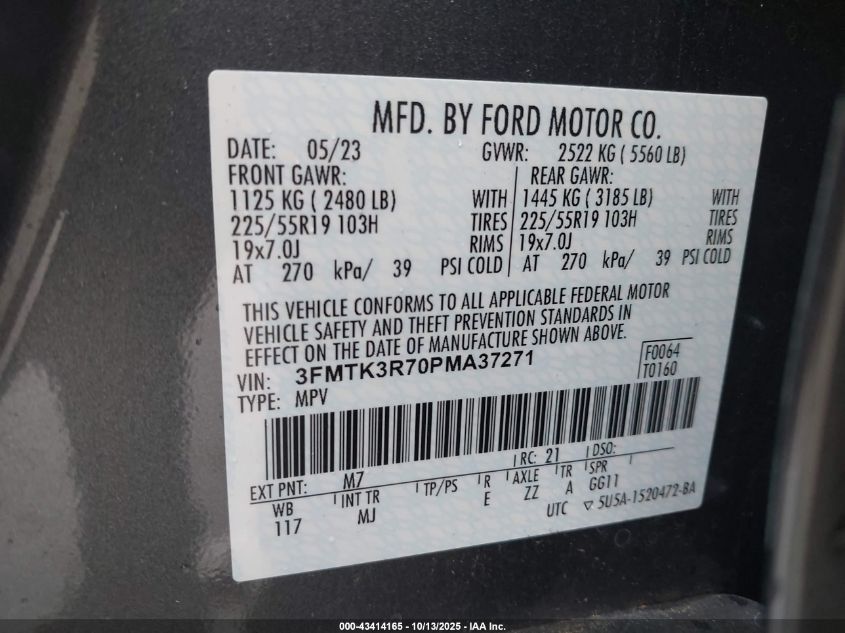 MFD. BY FORD MOTOR CO.
DATE: 05/23 GVWR: 2522 KG ( 5560 LB)
FRONT GAWR: REAR GAWR:
1125 KG ( 2480 LB) WITH 1445 KG ( 3185 LB) WITH
225/55R19 103H TIRES 225/55R19 103H TIRES
19x7.0J RIMS 19x7.0J RIMS
AT 270 kPa/ 39 PSI COLD AT 270 kPa/ 39 PSI COLD
THIS VEHICLE CONFORMS TO ALL APPLICABLE FEDERAL MOTOR
VEHICLE SAFETY AND THEFT PREVENTION STANDARDS IN
EFFECT ON THE DATE OF MANUFACTURE SHOWN ABOVE.
VIN: 3FMTK3R70PMA37271 F0064
TYPE: MPV T0160
EXT PNT: M7 RC: 21 DSO:
WB INT TR TP/PS R AXLE TR SPR
117 MJ E ZZ A GG11
UTC ▽ 5U5A-1520472-BA
000-43414165 - 10/13/2025 - IAA Inc.